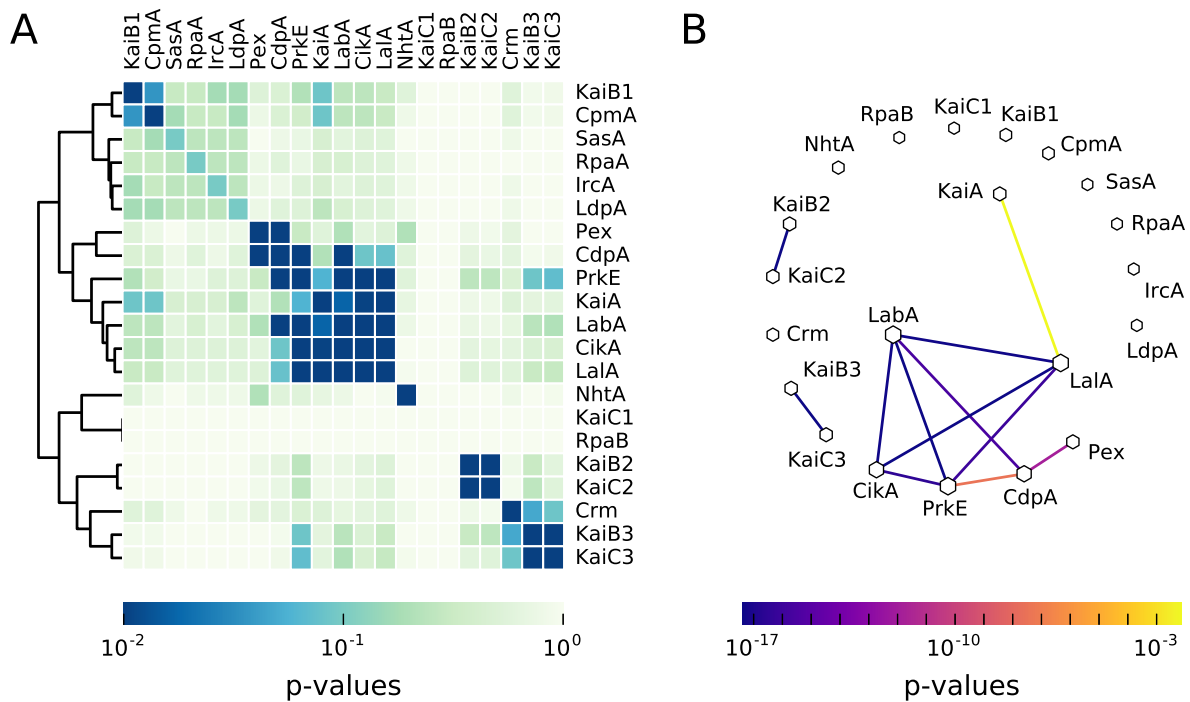 A
B
KaiB1
CpmA
SasA
RpaA
IrcA
LdpA
Pex
CdpA
PrkE
KaiA
LabA
CikA
LalA
NhtA
KaiC1
RpaB
KaiB2
KaiC2
Crm
KaiB3
KaiC3
KaiB1
CpmA
SasA
RpaA
IrcA
LdpA
Pex
CdpA
PrkE
KaiA
LabA
CikA
LalA
NhtA
KaiC1
RpaB
KaiB2
KaiC2
Crm
KaiB3
KaiC3
10⁻² 10⁻¹ 10⁰
p-values
RpaB
KaiC1
KaiB1
NhtA
CpmA
SasA
KaiA
KaiB2
RpaA
KaiC2
IrcA
LabA
Crm
LdpA
KaiB3
LalA
KaiC3
Pex
CikA
PrkE
CdpA
10⁻¹⁷ 10⁻¹⁰ 10⁻³
p-values